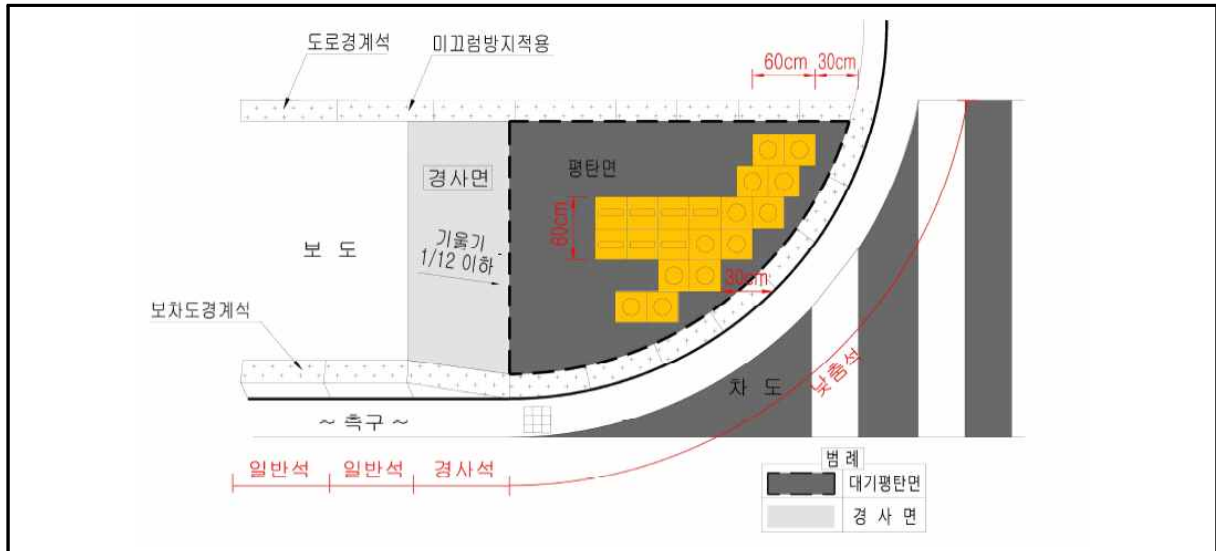 도로경계석
미끄럼방지적용
60cm
30cm
경사면
평탄면
60cm
기울기
1/12 이하
보 도
30cm
보차도경계석
차 도
낮춤석
~ 측구 ~
일반석
일반석
경사석
범 례
대기평탄면
경 사 면